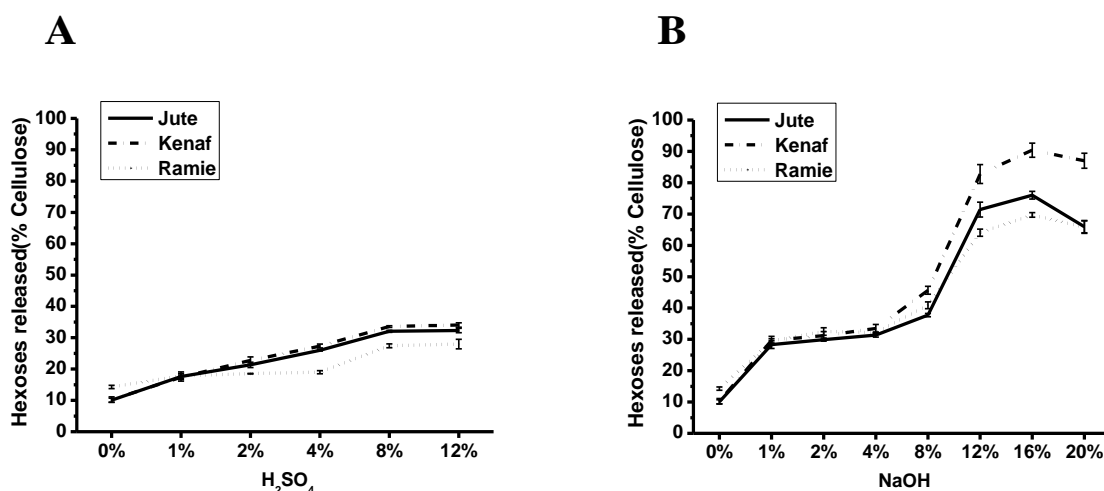 A
Hexoses released(% Cellulose)
100
90
80
70
60
50
40
30
20
10
0
Jute
Kenaf
Ramie
0% 1% 2% 4% 8% 12%
H₂SO₄
B
Hexoses released(% Cellulose)
100
90
80
70
60
50
40
30
20
10
0
Jute
Kenaf
Ramie
0% 1% 2% 4% 8% 12% 16% 20%
NaOH